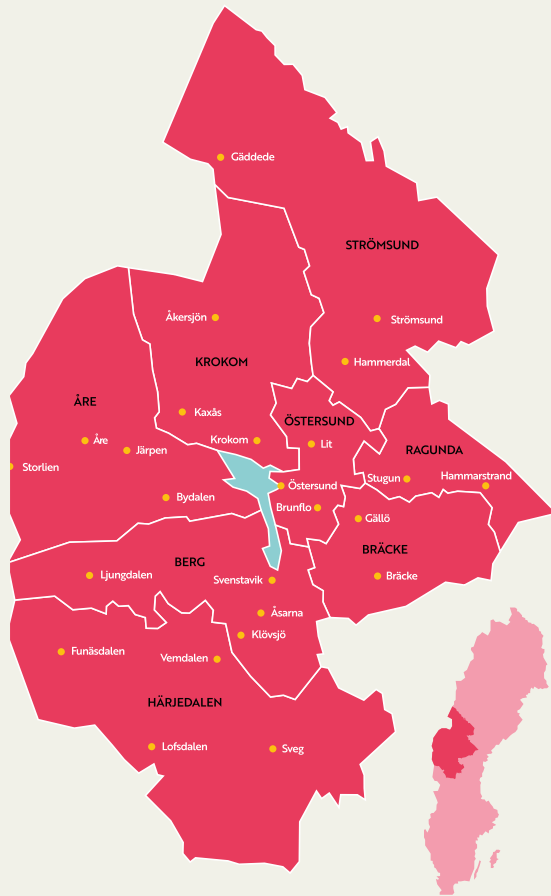 Gäddede
STRÖMSUND
Åkersjön
Strömsund
KROKOM
Hammerdal
ÅRE
Kaxås
ÖSTERSUND
Åre
Krokom
Lit
Järpen
RAGUNDA
Storlien
Stugun
Hammarstrand
Östersund
Bydalen
Brunflo
Gällö
BRÄCKE
BERG
Ljungdalen
Svenstavik
Bräcke
Åsarna
Klövsjö
Funäsdalen
Vemdalen
HÄRJEDALEN
Lofsdalen
Sveg